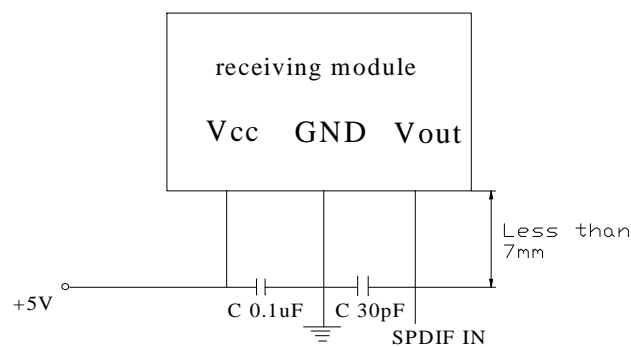 receiving module
Vcc GND Vout
Less than
7mm
+5V
C 0.1uF C 30pF
SPDIF IN